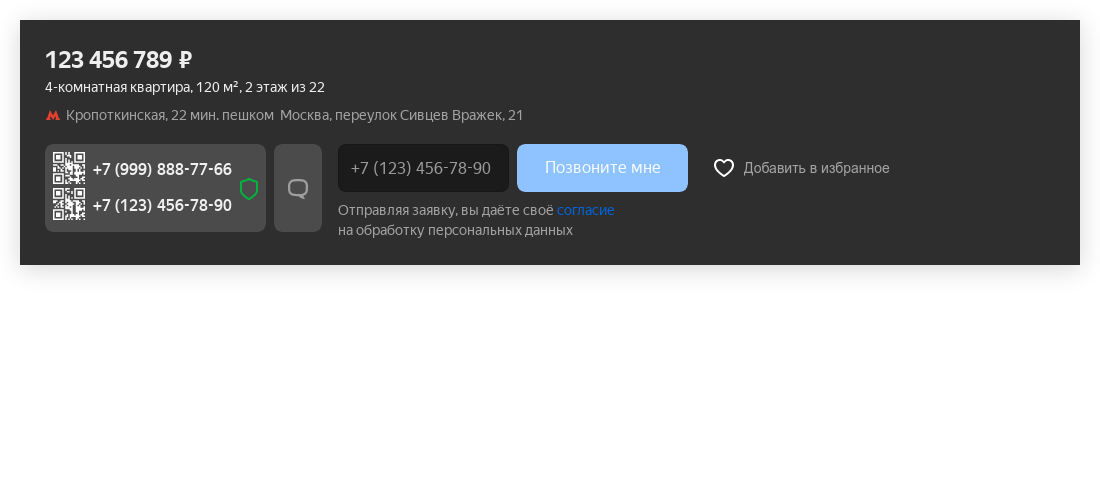 123 456 789 ₽
4-комнатная квартира, 120 м², 2 этаж из 22
Кропоткинская, 22 мин. пешком Москва, переулок Сивцев Вражек, 21
+7 (999) 888-77-66
+7 (123) 456-78-90
+7 (123) 456-78-90
Позвоните мне
Добавить в избранное
Отправляя заявку, вы даёте своё согласие
на обработку персональных данных